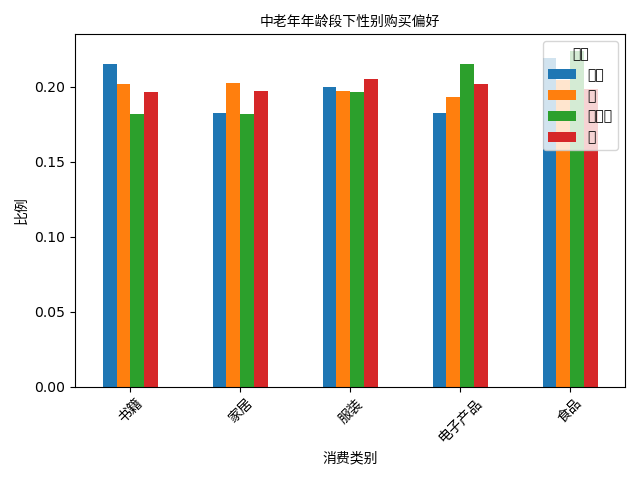 中老年年龄段下性别购买偏好
比例
0.20
0.15
0.10
0.05
0.00
书籍
家居
服装
电子产品
食品
消费类别